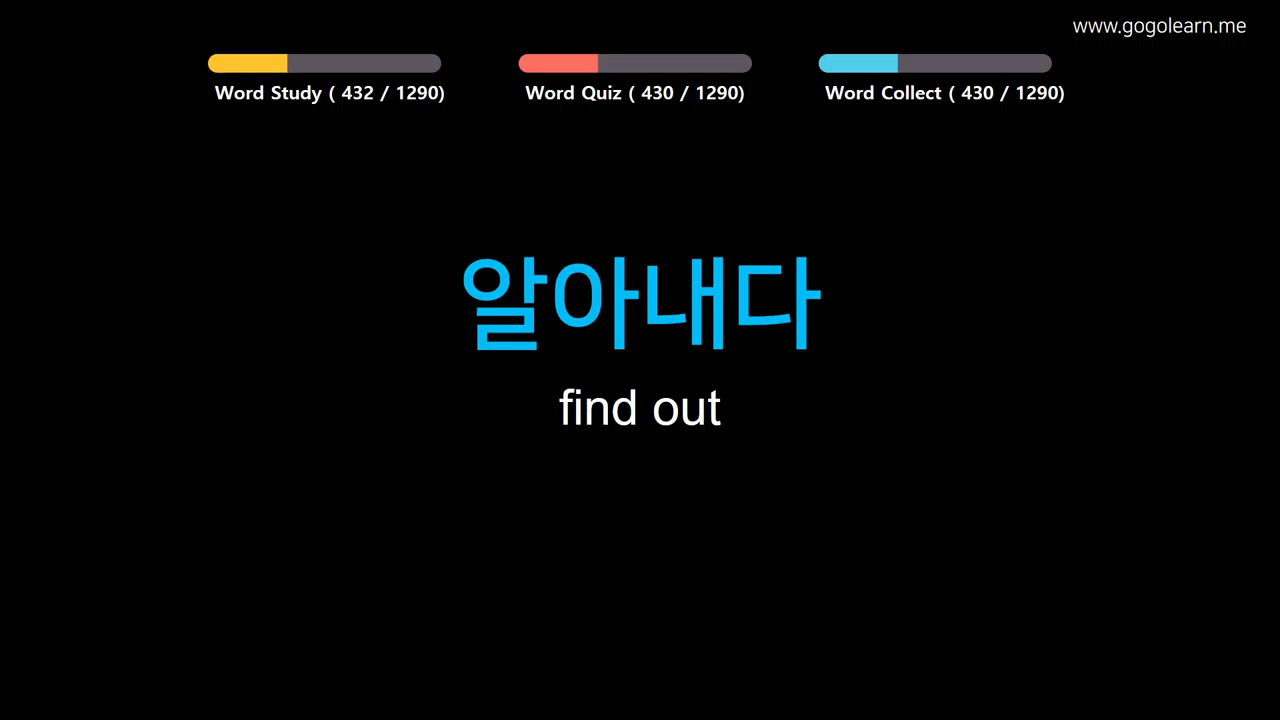 www.gogolearn.me
Word Study ( 432 / 1290)
Word Quiz ( 430 / 1290)
Word Collect ( 430 / 1290)
알아내다
find out